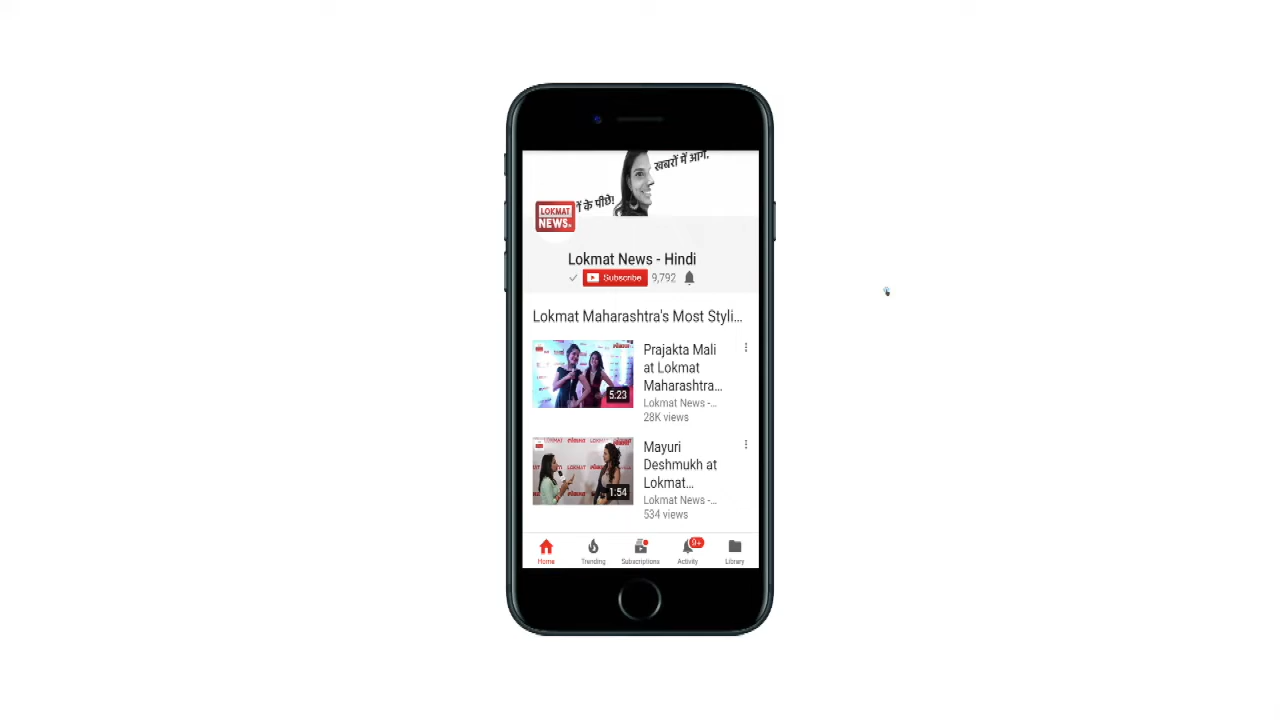 खबरों में आगे,
के पीछे!
LOKMAT
NEWS
Lokmat News - Hindi
Subscribe 9,792
Lokmat Maharashtra's Most Styli...
Prajakta Mali
at Lokmat
Maharashtra...
Lokmat News -...
28K views
5:23
Mayuri
Deshmukh at
Lokmat...
Lokmat News -...
534 views
1:54
9+
Home Trending Subscriptions Activity Library